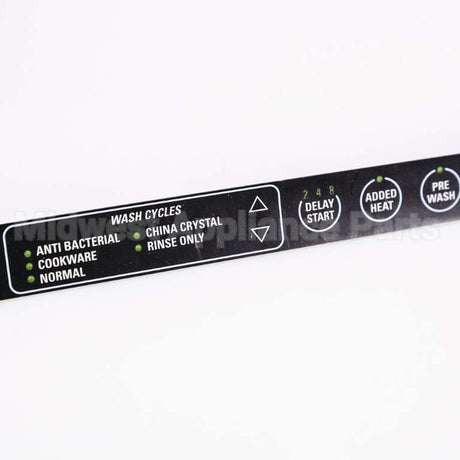 WASH CYCLES
ANTI BACTERIAL
COOKWARE
NORMAL
CHINA CRYSTAL
RINSE ONLY
2 4 8
DELAY
START
ADDED
HEAT
PRE
WASH
Midwest Appliance Parts